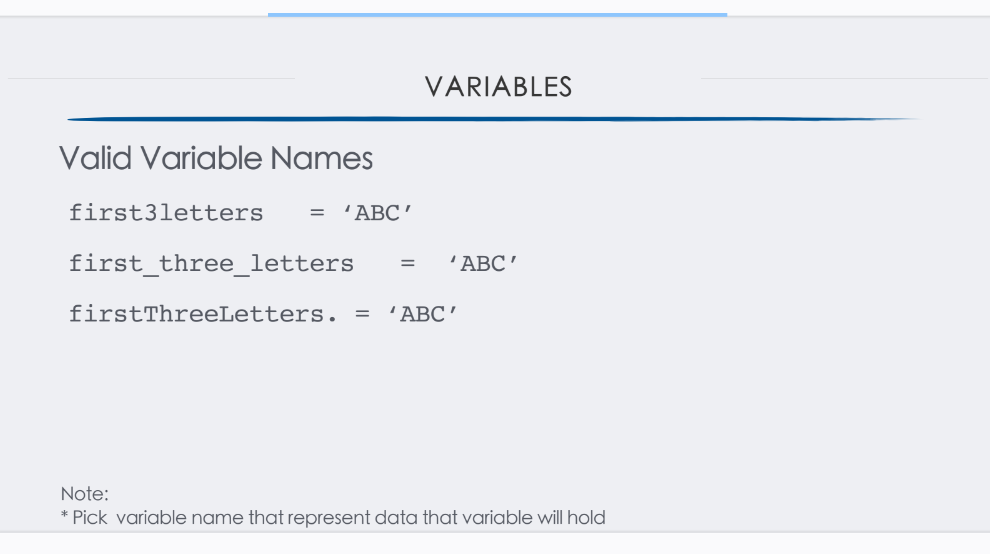 VARIABLES
Valid Variable Names
first3letters = ‘ABC’
first_three_letters = ‘ABC’
firstThreeLetters. = ‘ABC’
Note:
* Pick variable name that represent data that variable will hold